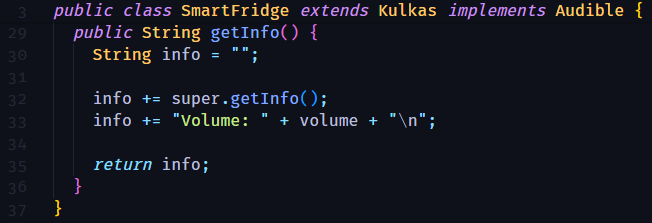 3 public class SmartFridge extends Kulkas implements Audible {
29 public String getInfo() {
30 String info = "";
31
32 info += super.getInfo();
33 info += "Volume: " + volume + "\n";
34
35 return info;
36 }
37 }